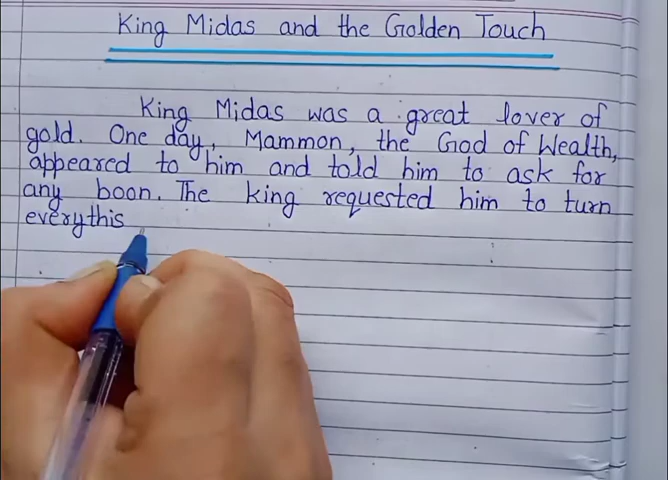 King Midas and the Golden Touch
King Midas was a great lover of
gold. One day, Mammon, the God of Wealth,
appeared to him and told him to ask for
any boon. The king requested him to turn
everythis